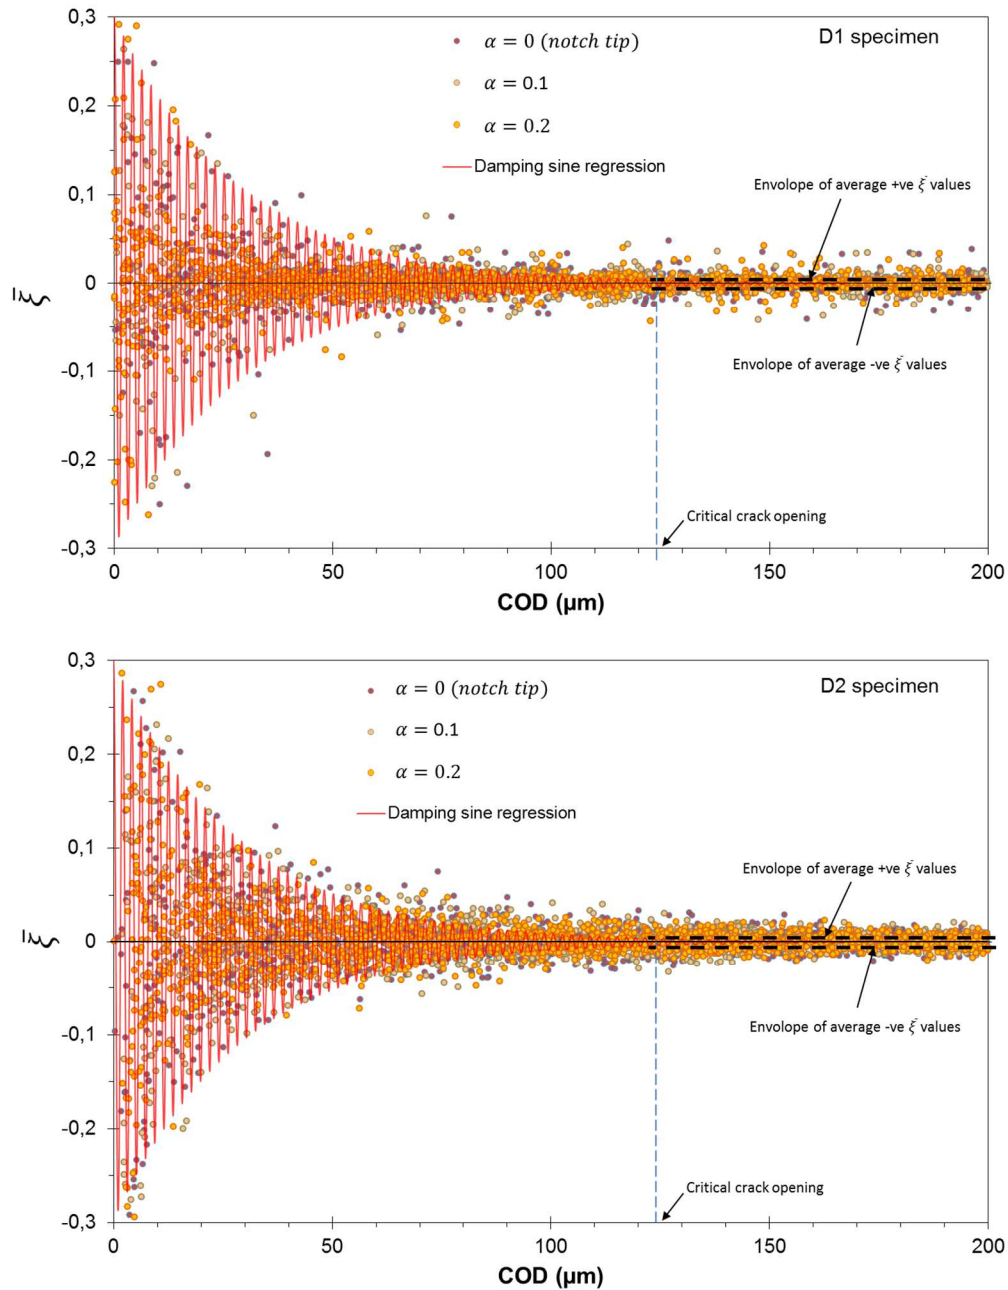 0,3
D1 specimen
α = 0 (notch tip)
α = 0.1
0,2
α = 0.2
Damping sine regression
Envolope of average +ve ξ̄ values
0,1
0
ξ̄
-0,1
Envolope of average -ve ξ̄ values
-0,2
Critical crack opening
-0,3
0 50 100 150 200
COD (µm)
0,3
D2 specimen
α = 0 (notch tip)
α = 0.1
0,2
α = 0.2
Damping sine regression
0,1
Envolope of average +ve ξ̄ values
0
ξ̄
Envolope of average -ve ξ̄ values
-0,1
-0,2
Critical crack opening
-0,3
0 50 100 150 200
COD (µm)